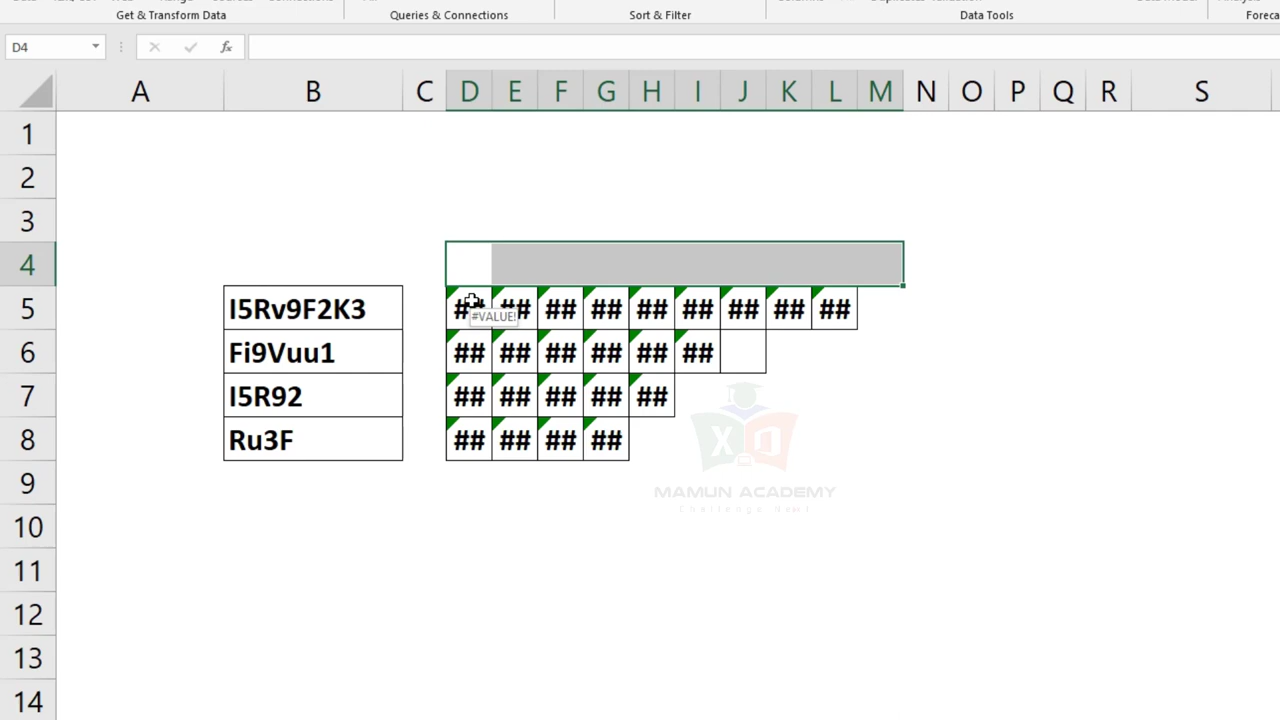 Get & Transform Data Queries & Connections Sort & Filter Data Tools
D4 fx
A B C D E F G H I J K L M N O P Q R S
1
2
3
4
5 I5Rv9F2K3 ## ## ## ## ## ## ## ## ##
#VALUE!
6 Fi9Vuu1 ## ## ## ## ## ##
7 I5R92 ## ## ## ## ##
8 Ru3F ## ## ## ##
9
MAMUN ACADEMY
10
11
12
13
14